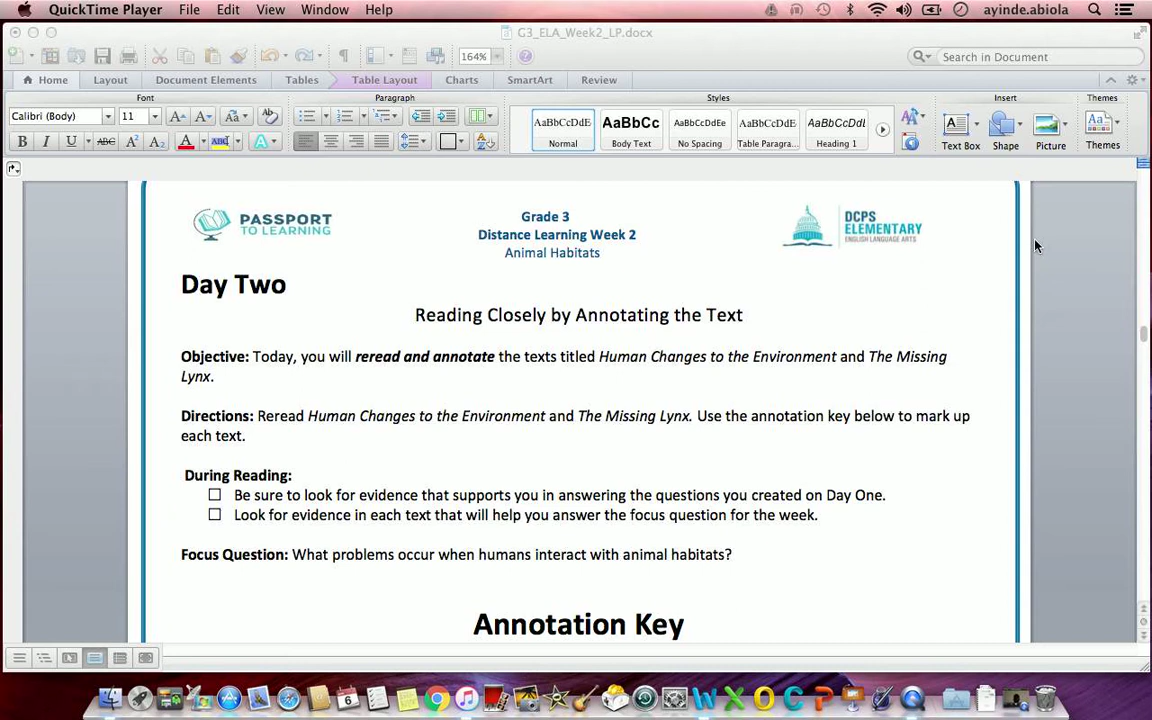 QuickTime Player File Edit View Window Help ayinde.abiola
G3_ELA_Week2_LP.docx
164% Search in Document
Home Layout Document Elements Tables Table Layout Charts SmartArt Review
Font Paragraph Styles Insert Themes
Calibri (Body) 11 AaBbCcDdE AaBbCc AaBbCcDdEe AaBbCcDdE AaBbCcDdI
Normal Body Text No Spacing Table Paragra... Heading 1 Text Box Shape Picture Themes
PASSPORT
TO LEARNING
Grade 3
Distance Learning Week 2
Animal Habitats
DCPS
ELEMENTARY
ENGLISH LANGUAGE ARTS
Day Two
Reading Closely by Annotating the Text
Objective: Today, you will reread and annotate the texts titled Human Changes to the Environment and The Missing
Lynx.
Directions: Reread Human Changes to the Environment and The Missing Lynx. Use the annotation key below to mark up
each text.
During Reading:
☐ Be sure to look for evidence that supports you in answering the questions you created on Day One.
☐ Look for evidence in each text that will help you answer the focus question for the week.
Focus Question: What problems occur when humans interact with animal habitats?
Annotation Key